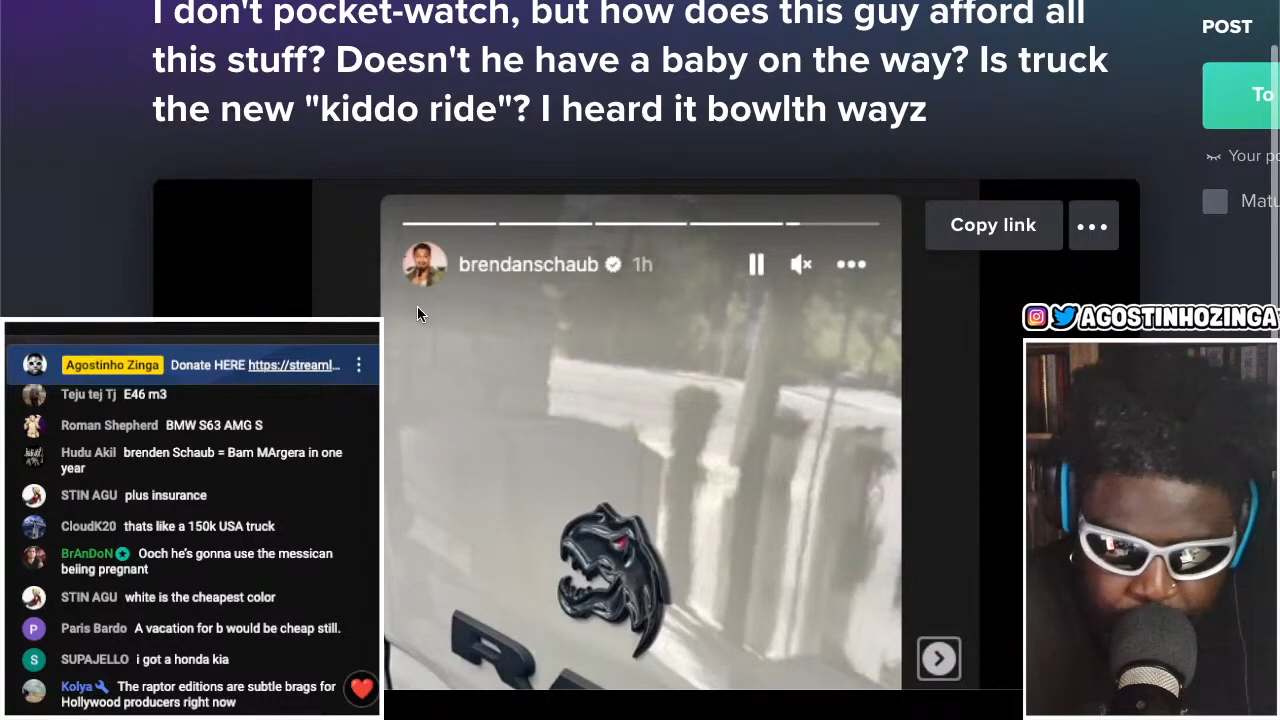 I don't pocket-watch, but how does this guy afford all
this stuff? Doesn't he have a baby on the way? Is truck
the new "kiddo ride"? I heard it bowlth wayz
POST
To
Your po
Matu
Copy link
brendanschaub 1h
AGOSTINHOZINGA
Agostinho Zinga Donate HERE https://streaml...
Teju tej Tj E46 m3
Roman Shepherd BMW S63 AMG S
Hudu Akil brenden Schaub = Bam MArgera in one
year
STIN AGU plus insurance
CloudK20 thats like a 150k USA truck
BrAnDoN Ooch he's gonna use the messican
beiing pregnant
STIN AGU white is the cheapest color
P Paris Bardo A vacation for b would be cheap still.
S SUPAJELLO i got a honda kia
Kolya The raptor editions are subtle brags for
Hollywood producers right now